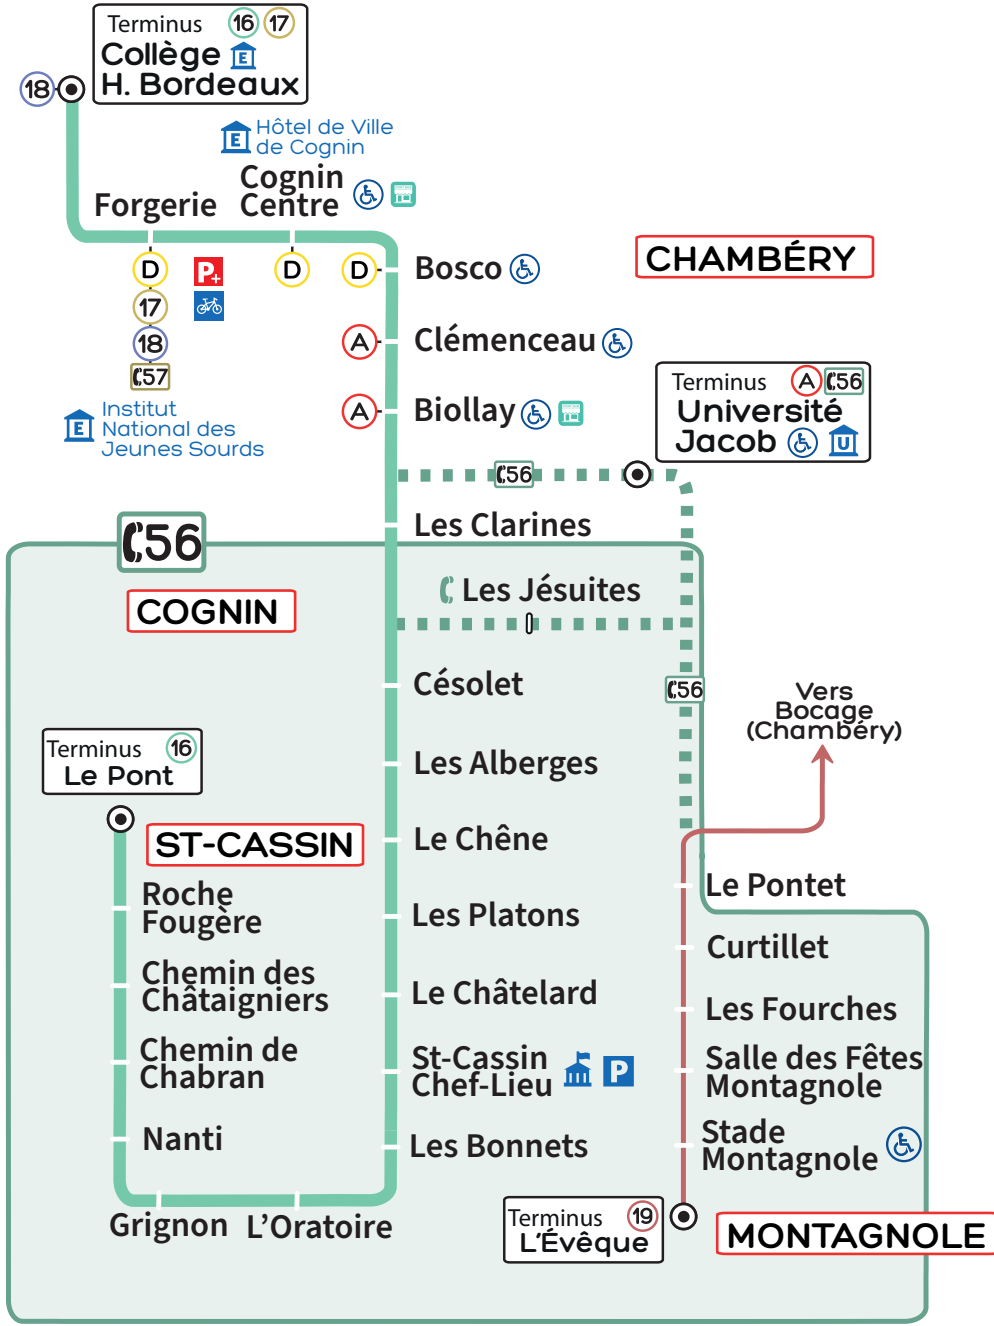 Terminus 16 17
Collège E
H. Bordeaux
18
E Hôtel de Ville
de Cognin
Cognin
Centre
Forgerie
D
P+
17
18
57
D
D
Bosco
CHAMBÉRY
A
Clémenceau
A
Biollay
Terminus A 56
Université
Jacob U
E Institut
National des
Jeunes Sourds
56
Les Clarines
56
COGNIN
Les Jésuites
Césolet
56
Vers
Bocage
(Chambéry)
Terminus 16
Le Pont
Les Alberges
ST-CASSIN
Le Chêne
Roche
Fougère
Les Platons
Le Pontet
Curtillet
Chemin des
Châtaigniers
Le Châtelard
Les Fourches
Chemin de
Chabran
St-Cassin
Chef-Lieu P
Salle des Fêtes
Montagnole
Nanti
Les Bonnets
Stade
Montagnole
Grignon
L'Oratoire
Terminus 19
L'Évêque
MONTAGNOLE